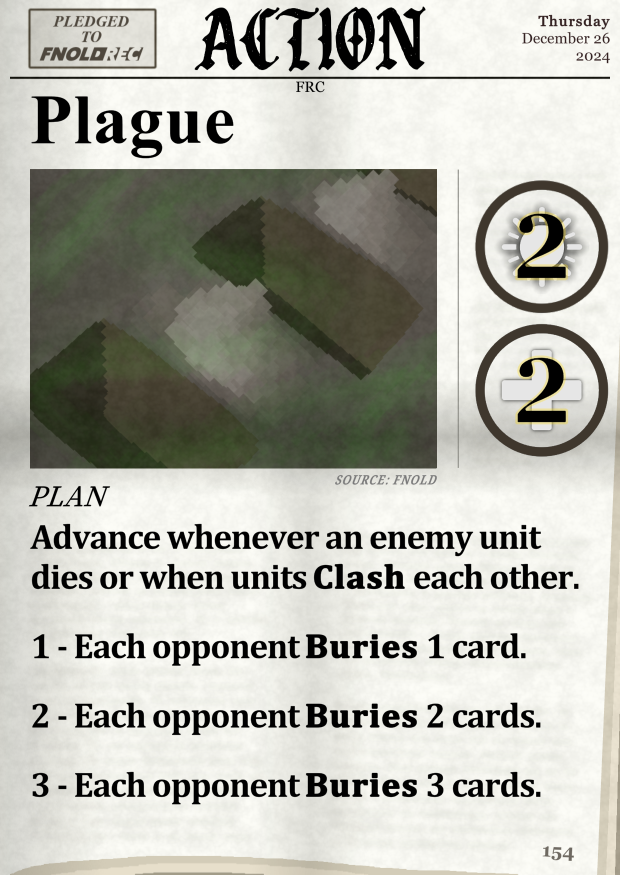 PLEDGED
TO
FNOLD REC
ACTION
Thursday
December 26
2024
FRC
Plague
2
2
SOURCE: FNOLD
PLAN
Advance whenever an enemy unit
dies or when units Clash each other.
1 - Each opponent Buries 1 card.
2 - Each opponent Buries 2 cards.
3 - Each opponent Buries 3 cards.
154